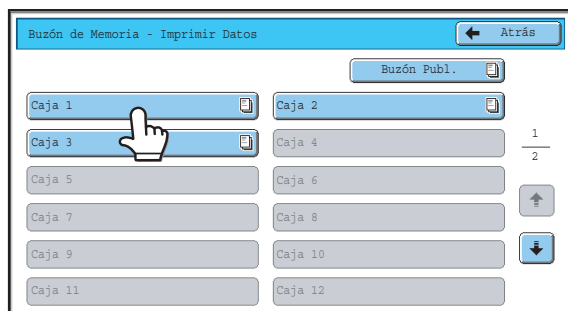 Buzón de Memoria - Imprimir Datos
Atrás
Buzón Publ.
Caja 1
Caja 2
Caja 3
Caja 4
1
2
Caja 5
Caja 6
Caja 7
Caja 8
Caja 9
Caja 10
Caja 11
Caja 12